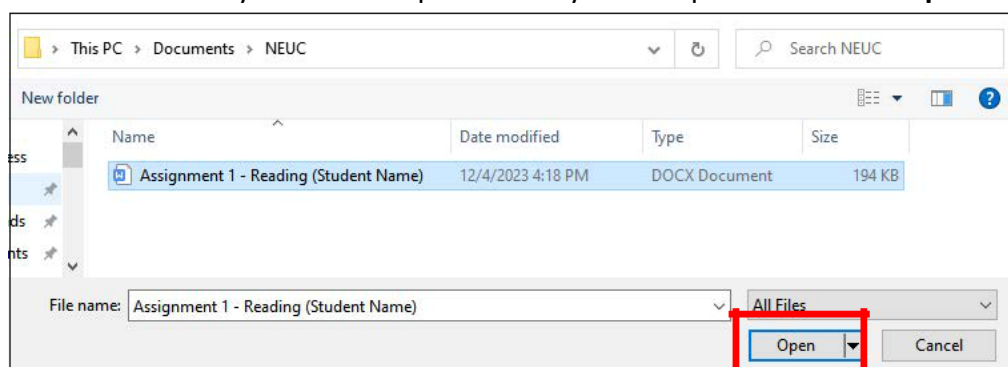 This PC > Documents > NEUC
Search NEUC
New folder
Name Date modified Type Size
ess
Assignment 1 - Reading (Student Name) 12/4/2023 4:18 PM DOCX Document 194 KB
ds
nts
File name: Assignment 1 - Reading (Student Name) All Files
Open Cancel